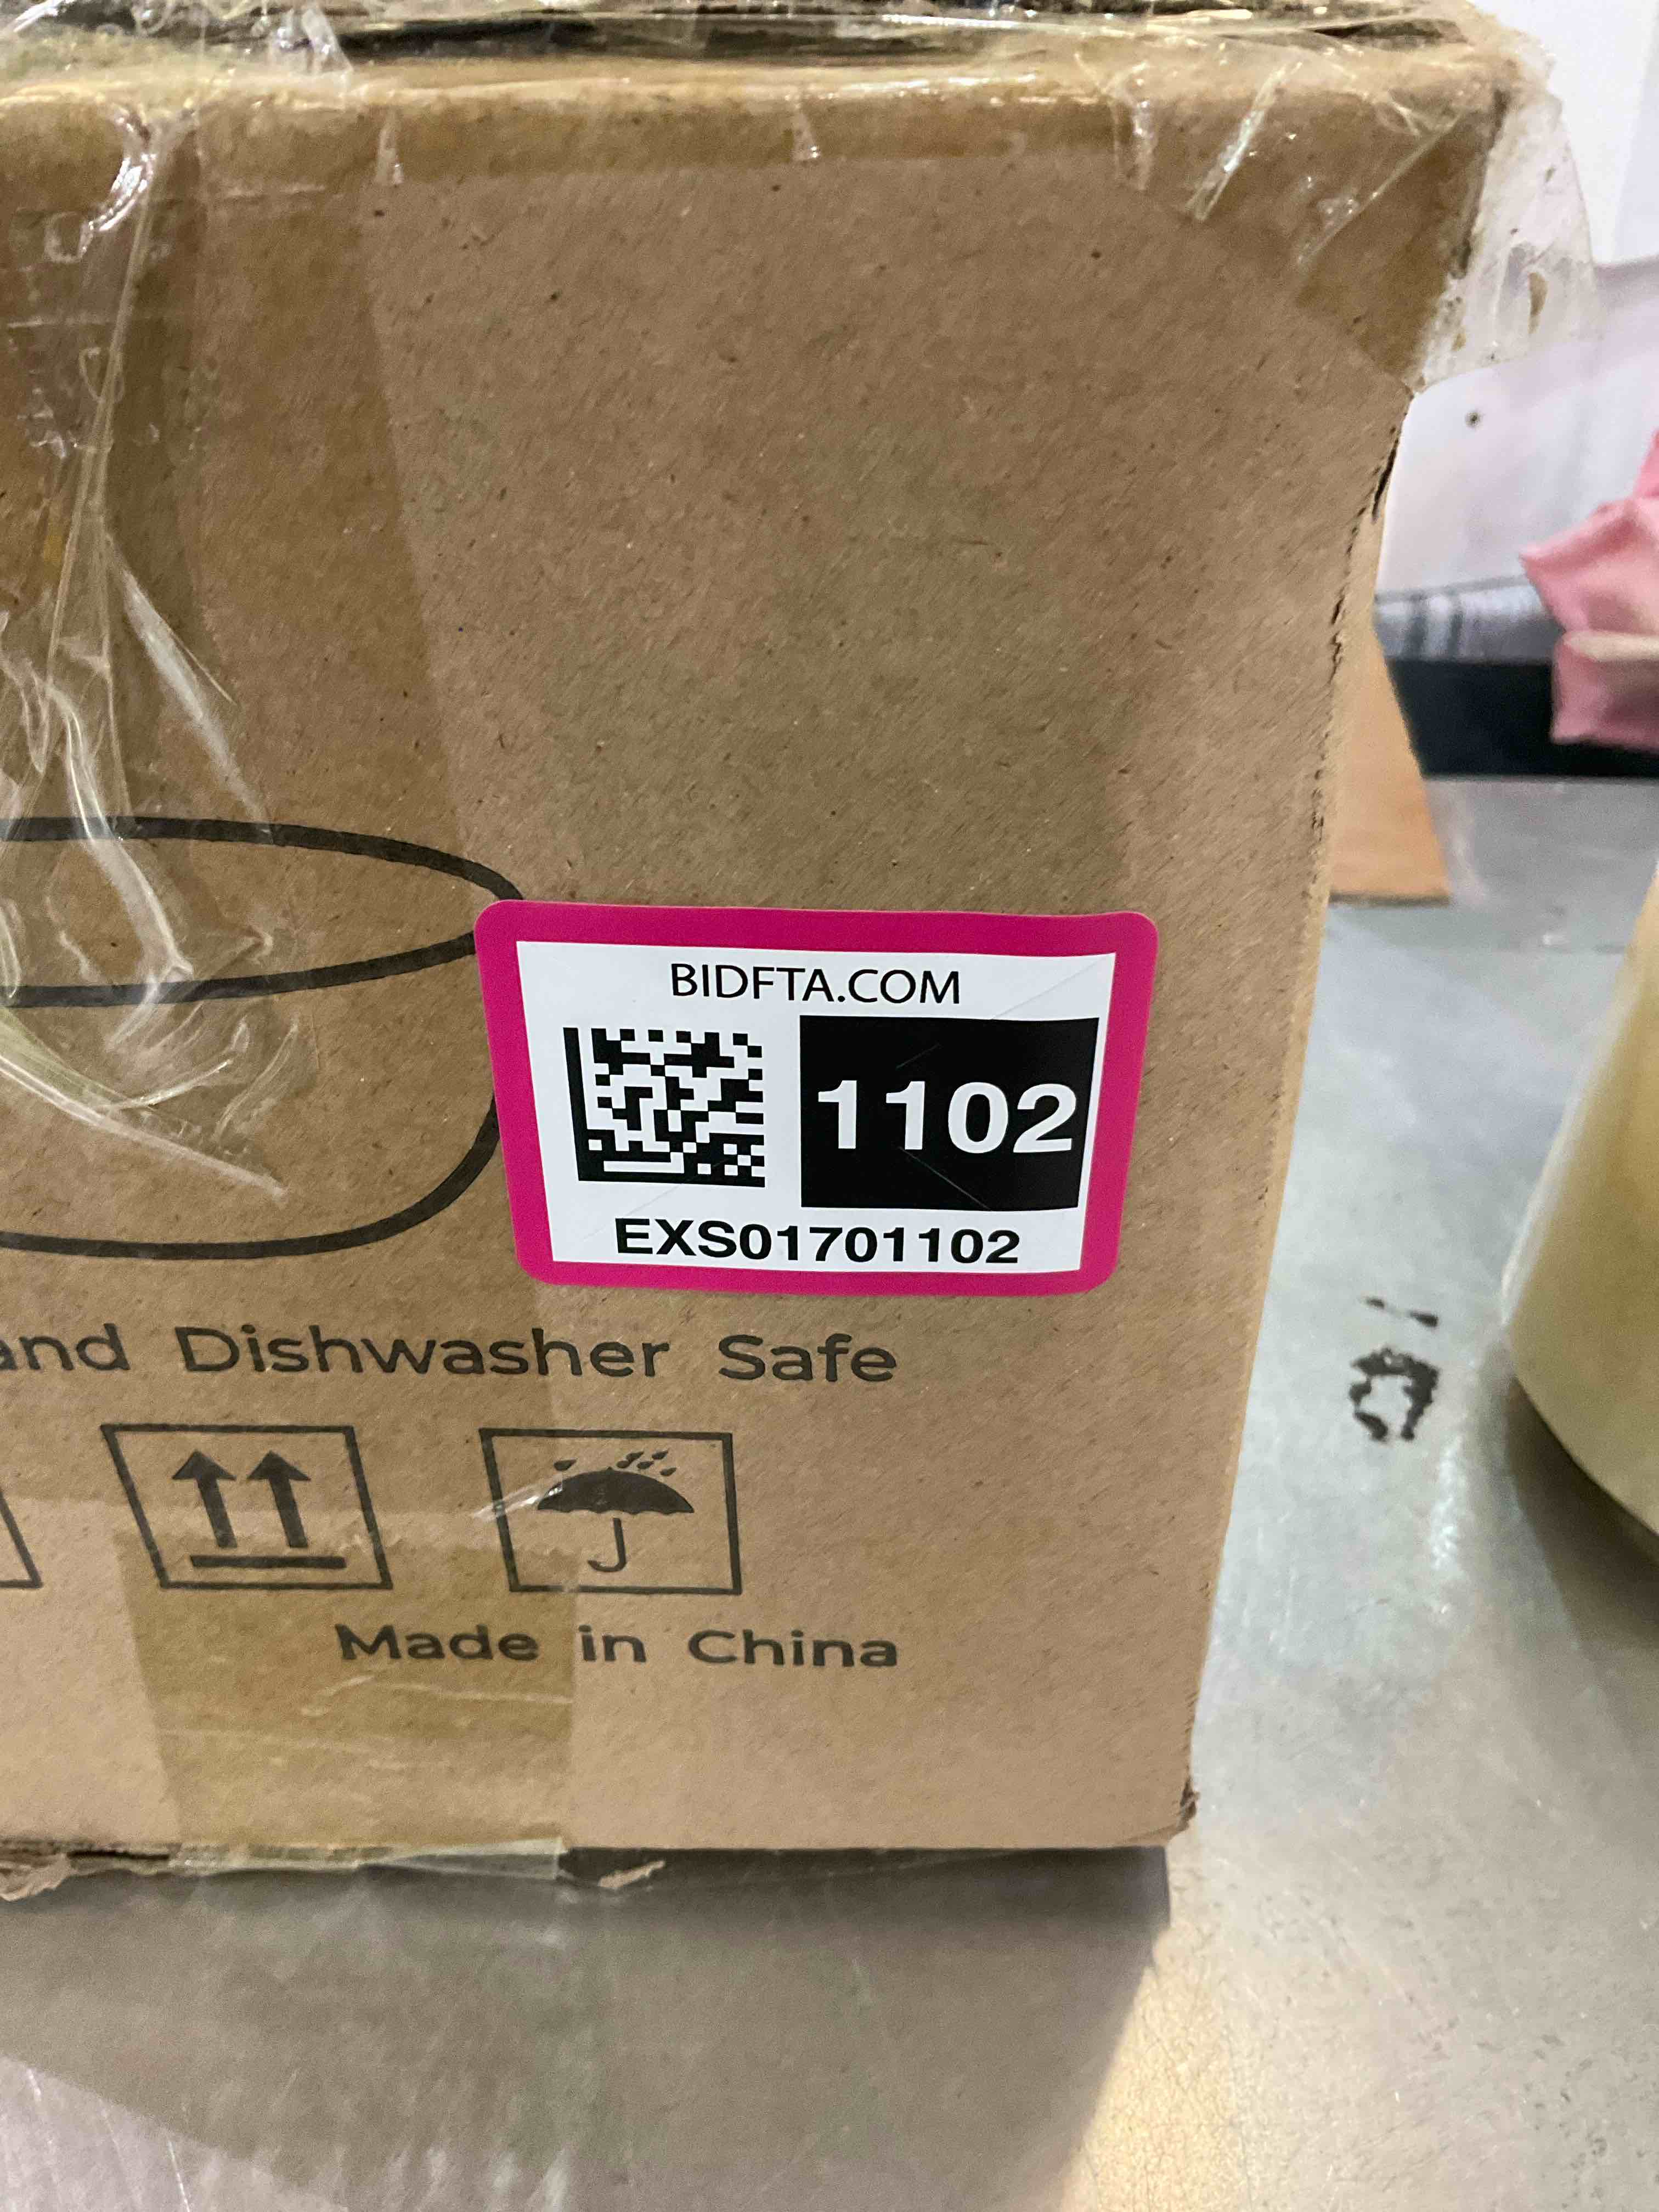 BIDFTA.COM
1102
EXS01701102
and Dishwasher Safe
Made in China